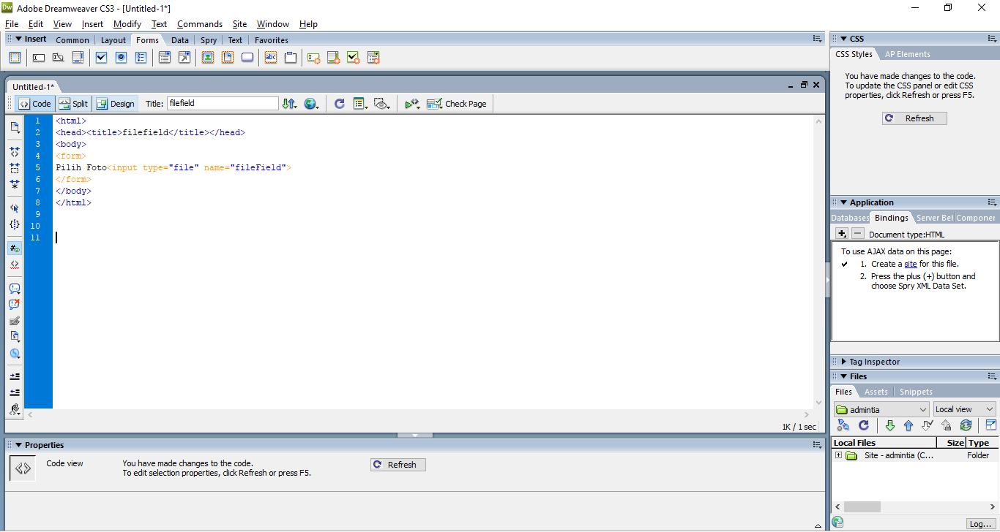 Dw Adobe Dreamweaver CS3 - [Untitled-1*]
File Edit View Insert Modify Text Commands Site Window Help
Insert Common Layout Forms Data Spry Text Favorites
abc
Untitled-1*
Code Split Design Title: filefield Check Page
1 <html>
2 <head><title>filefield</title></head>
3 <body>
4 <form>
5 Pilih Foto<input type="file" name="fileField">
6 </form>
7 </body>
8 </html>
9
10
11
1K / 1 sec
Properties
Code view You have made changes to the code.
To edit selection properties, click Refresh or press F5.
Refresh
CSS
CSS Styles AP Elements
You have made changes to the code.
To update the CSS panel or edit CSS
properties, click Refresh or press F5.
Refresh
Application
Databases Bindings Server Bel Componer
Document type:HTML
To use AJAX data on this page:
1. Create a site for this file.
2. Press the plus (+) button and
choose Spry XML Data Set.
Tag Inspector
Files
Files Assets Snippets
admintia Local view
Local Files Size Type
Site - admintia (C... Folder
Log...